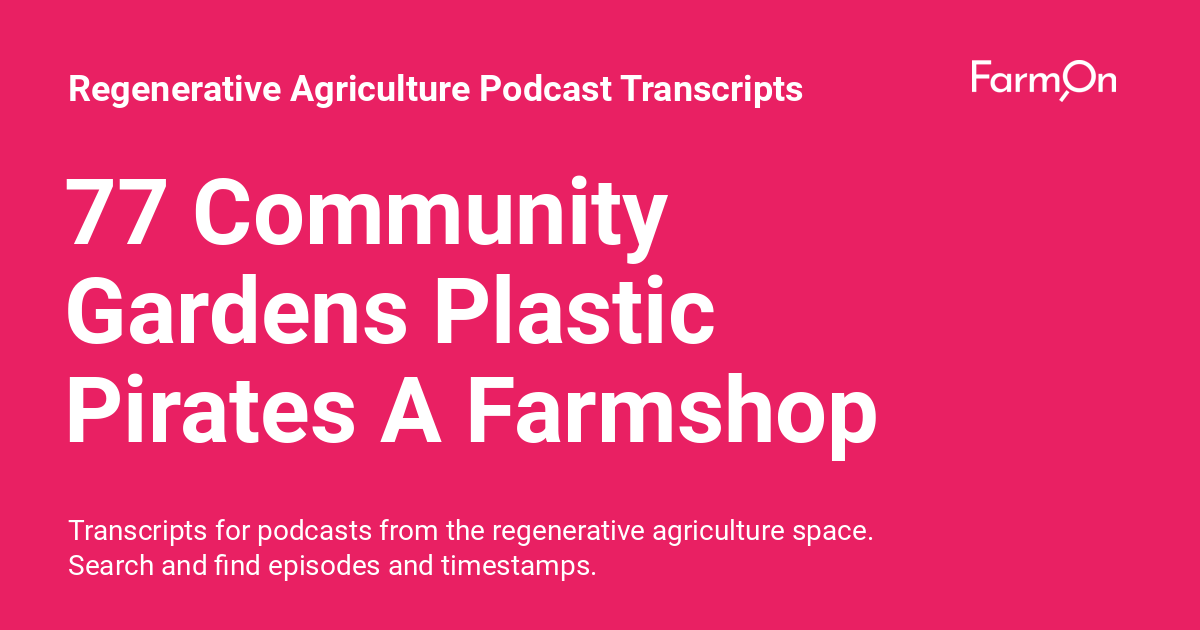 Regenerative Agriculture Podcast Transcripts
FarmOn
77 Community
Gardens Plastic
Pirates A Farmshop
Transcripts for podcasts from the regenerative agriculture space.
Search and find episodes and timestamps.